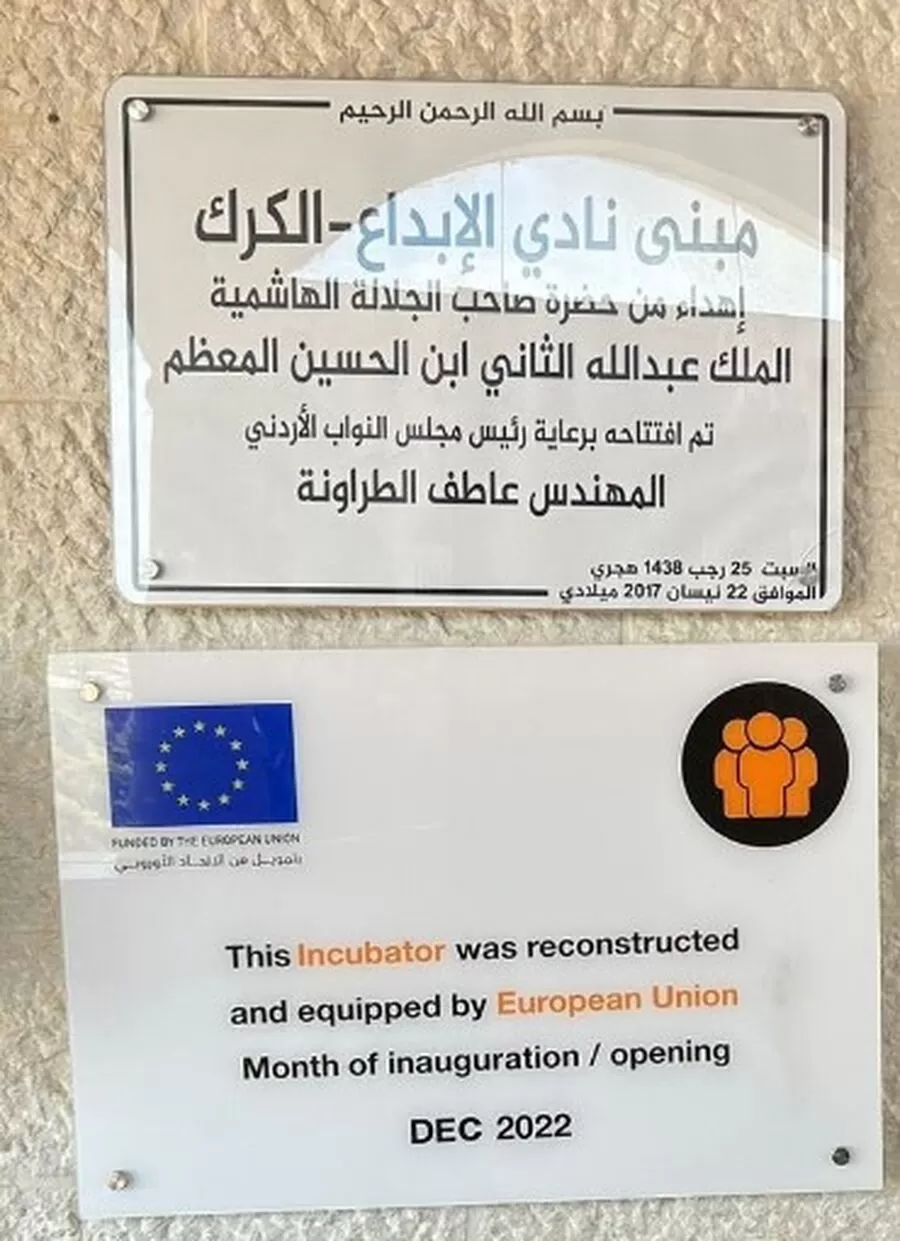 بسم الله الرحمن الرحيم
مبنى نادي الإبداع-الكرك
إهداء من حضرة صاحب الجلالة الهاشمية
الملك عبدالله الثاني ابن الحسين المعظم
تم افتتاحه برعاية رئيس مجلس النواب الأردني
المهندس عاطف الطراونة
السبت 25 رجب 1438 هجري
الموافق 22 نيسان 2017 ميلادي
FUNDED BY THE EUROPEAN UNION
بتمويل من الاتحاد الأوروبي
This Incubator was reconstructed
and equipped by European Union
Month of inauguration / opening
DEC 2022